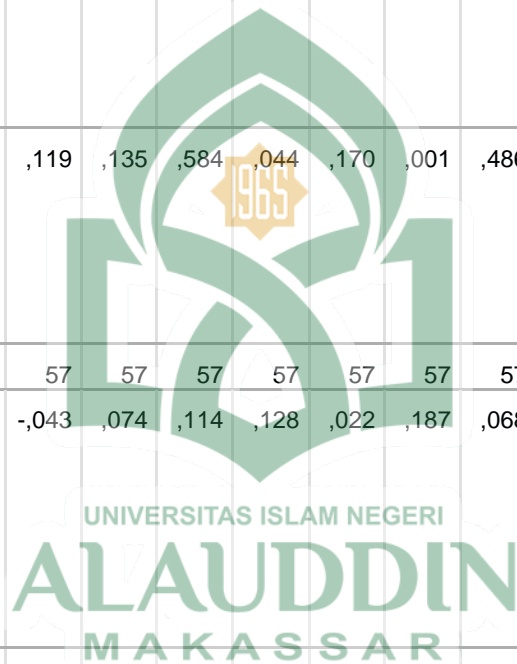 ,119 ,135 ,584 ,044 ,170 ,001
1965
57 57 57 57 57 57
-,043 ,074 ,114 ,128 ,022 ,187
UNIVERSITAS ISLAM NEGERI
ALAUDDIN
MAKASSAR